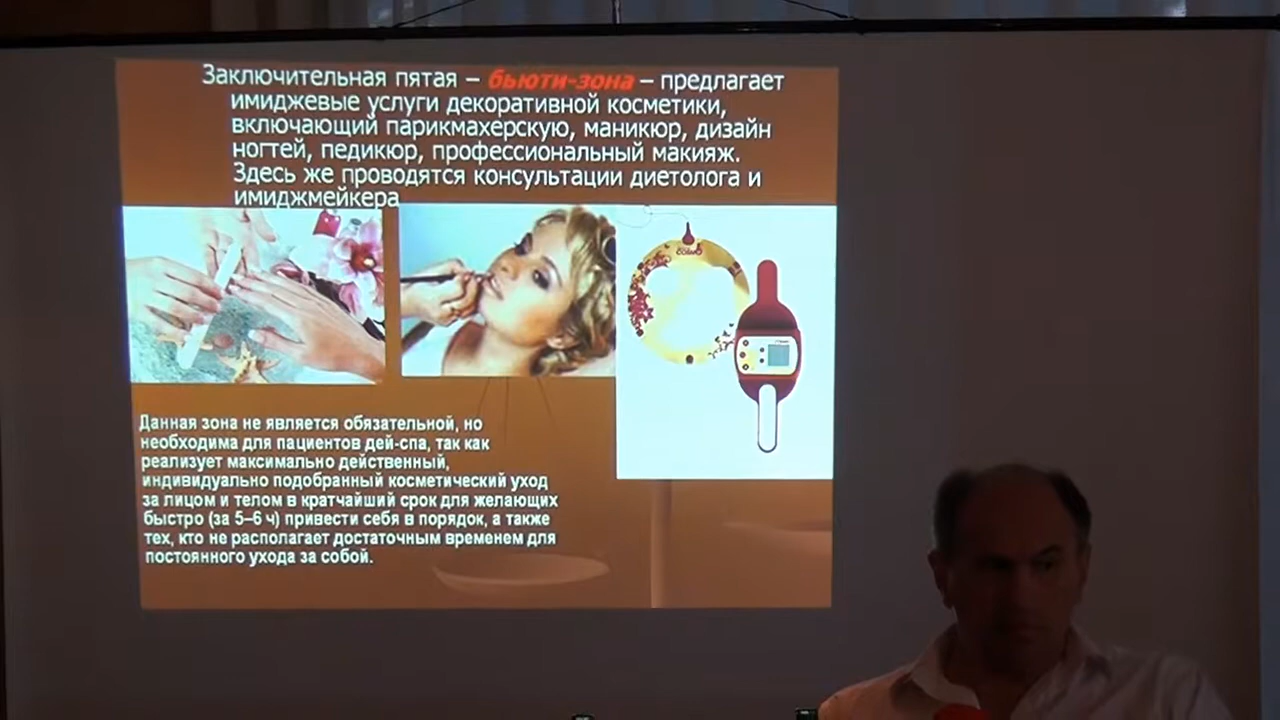 Заключительная пятая – бьюти-зона – предлагает
имиджевые услуги декоративной косметики,
включающий парикмахерскую, маникюр, дизайн
ногтей, педикюр, профессиональный макияж.
Здесь же проводятся консультации диетолога и
имиджмейкера
Данная зона не является обязательной, но
необходима для пациентов дей-спа, так как
реализует максимально действенный,
индивидуально подобранный косметический уход
за лицом и телом в кратчайший срок для желающих
быстро (за 5–6 ч) привести себя в порядок, а также
тех, кто не располагает достаточным временем для
постоянного ухода за собой.